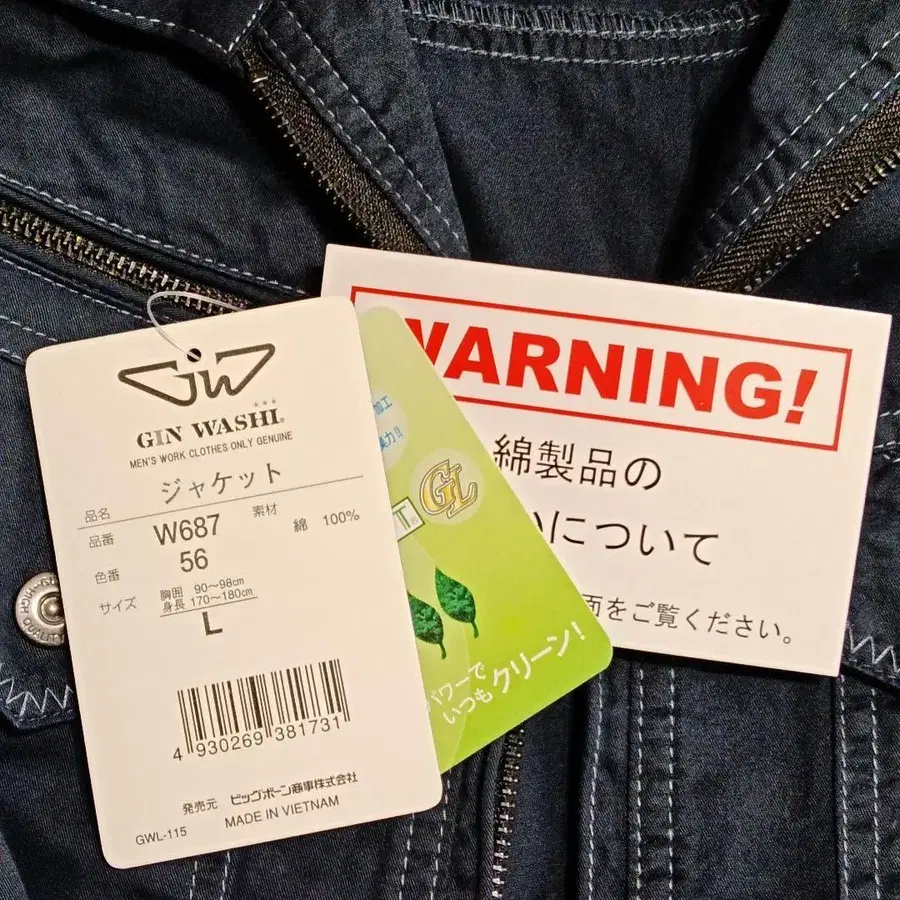 GW
GIN WASHI®
MEN'S WORK CLOTHES ONLY GENUINE
品名 ジャケット
品番 W687 素材 綿 100%
色番 56
サイズ 胸囲 90～98cm
身長 170～180cm
L
4 930269 381731
発売元 ビッグボーン商事株式会社
MADE IN VIETNAM
GWL-115
加工
力!!
GL
パワーで
いつもクリーン!
WARNING!
綿製品の
について
面をご覧ください。
HIGH
QUALITY